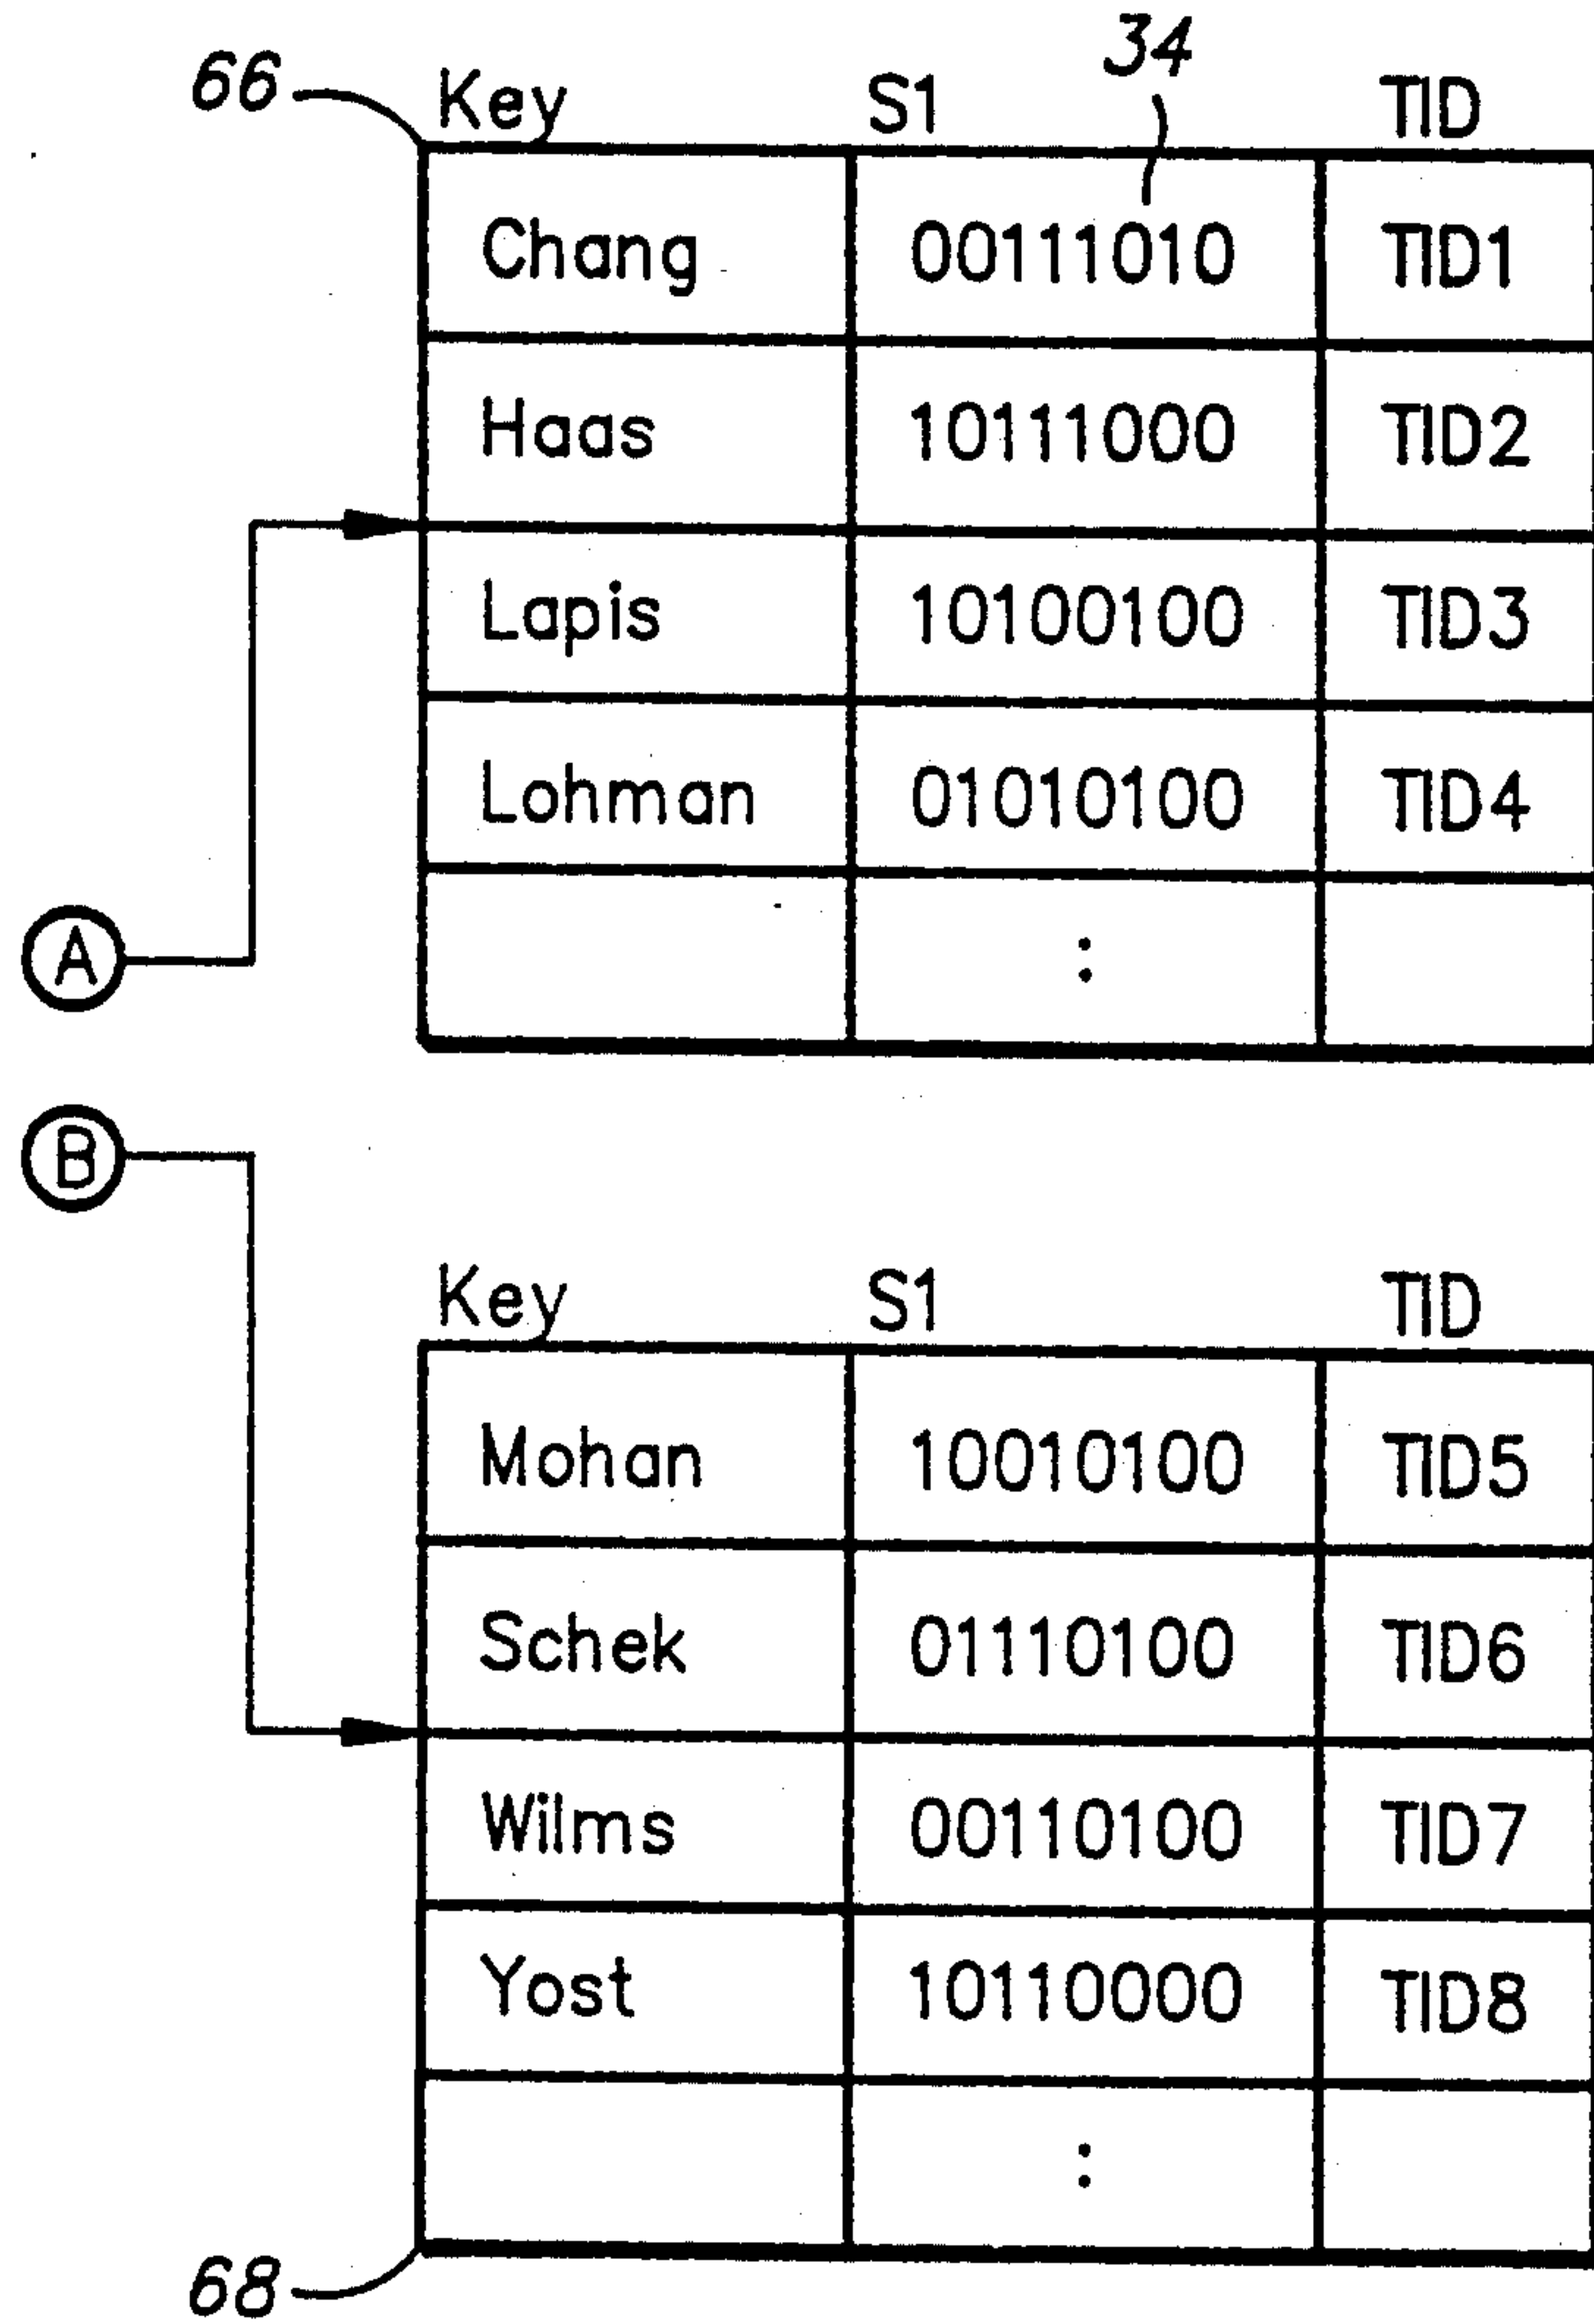 66 34
Key S1 TID
Chang 00111010 TID1
Haas 10111000 TID2
Lapis 10100100 TID3
Lohman 01010100 TID4
A
:
B
Key S1 TID
Mohan 10010100 TID5
Schek 01110100 TID6
Wilms 00110100 TID7
Yost 10110000 TID8
:
68